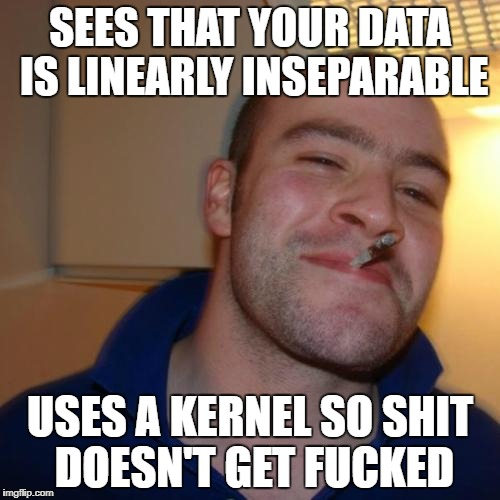 SEES THAT YOUR DATA
IS LINEARLY INSEPARABLE
USES A KERNEL SO SHIT
DOESN'T GET FUCKED
imgflip.com